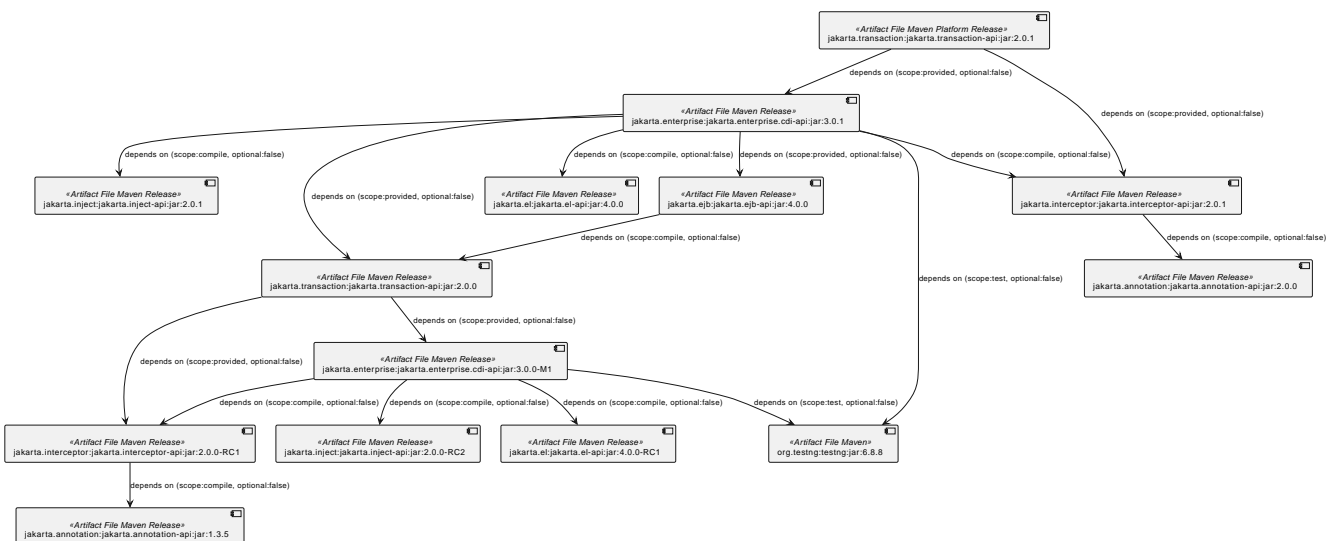 «Artifact File Maven Platform Release»
jakarta.transaction:jakarta.transaction-api:jar:2.0.1
depends on (scope:provided, optional:false)
«Artifact File Maven Release»
jakarta.enterprise:jakarta.enterprise.cdi-api:jar:3.0.1
depends on (scope:provided, optional:false)
depends on (scope:compile, optional:false)
depends on (scope:compile, optional:false)
depends on (scope:provided, optional:false)
depends on (scope:compile, optional:false)
«Artifact File Maven Release»
jakarta.inject:jakarta.inject-api:jar:2.0.1
depends on (scope:provided, optional:false)
«Artifact File Maven Release»
jakarta.el:jakarta.el-api:jar:4.0.0
«Artifact File Maven Release»
jakarta.ejb:jakarta.ejb-api:jar:4.0.0
«Artifact File Maven Release»
jakarta.interceptor:jakarta.interceptor-api:jar:2.0.1
depends on (scope:compile, optional:false)
depends on (scope:compile, optional:false)
«Artifact File Maven Release»
jakarta.transaction:jakarta.transaction-api:jar:2.0.0
depends on (scope:test, optional:false)
«Artifact File Maven Release»
jakarta.annotation:jakarta.annotation-api:jar:2.0.0
depends on (scope:provided, optional:false)
depends on (scope:provided, optional:false)
«Artifact File Maven Release»
jakarta.enterprise:jakarta.enterprise.cdi-api:jar:3.0.0-M1
depends on (scope:compile, optional:false)
depends on (scope:compile, optional:false)
depends on (scope:compile, optional:false)
depends on (scope:test, optional:false)
«Artifact File Maven Release»
jakarta.interceptor:jakarta.interceptor-api:jar:2.0.0-RC1
«Artifact File Maven Release»
jakarta.inject:jakarta.inject-api:jar:2.0.0-RC2
«Artifact File Maven Release»
jakarta.el:jakarta.el-api:jar:4.0.0-RC1
«Artifact File Maven»
org.testng:testng:jar:6.8.8
depends on (scope:compile, optional:false)
«Artifact File Maven Release»
jakarta.annotation:jakarta.annotation-api:jar:1.3.5